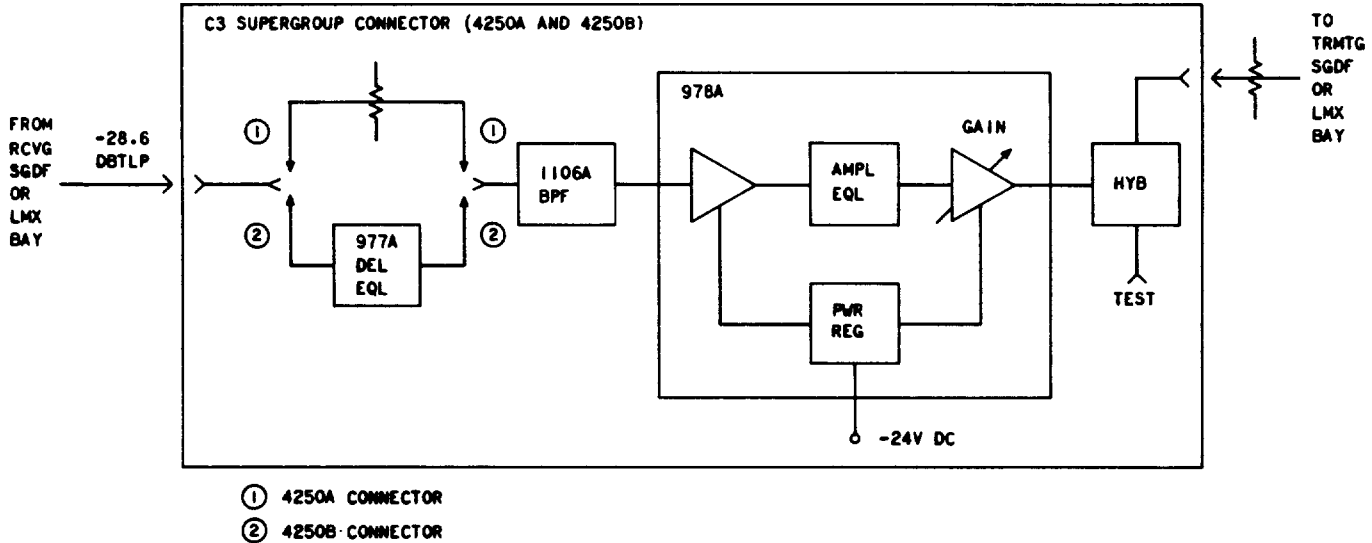 C3 SUPERGROUP CONNECTOR (4250A AND 4250B)
FROM
RCVG
SGDF
OR
LMX
BAY
-28.6
DBTLP
1
1
2
2
977A
DEL
EQL
1106A
BPF
978A
AMPL
EQL
GAIN
PWR
REG
-24V DC
HYB
TEST
TO
TRMTG
SGDF
OR
LMX
BAY
1 4250A CONNECTOR
2 4250B CONNECTOR